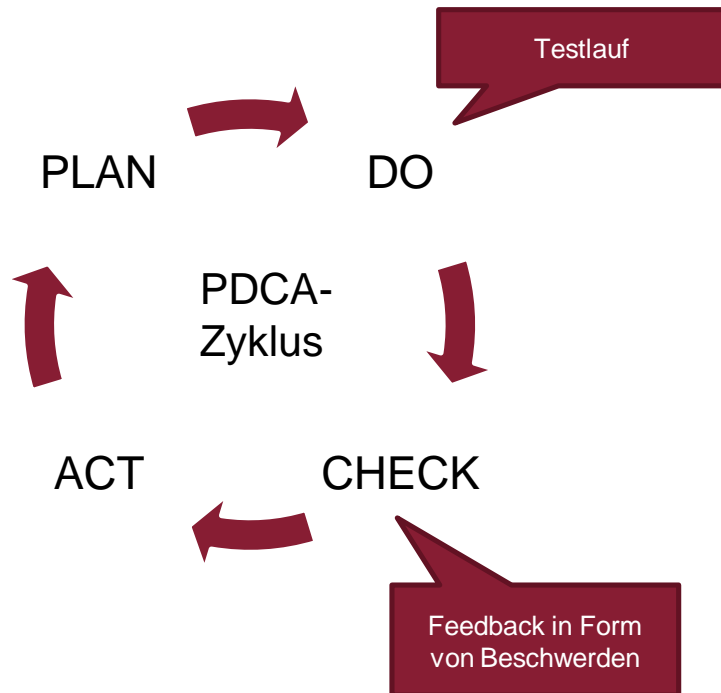 Testlauf
PLAN
DO
PDCA-
Zyklus
ACT
CHECK
Feedback in Form
von Beschwerden